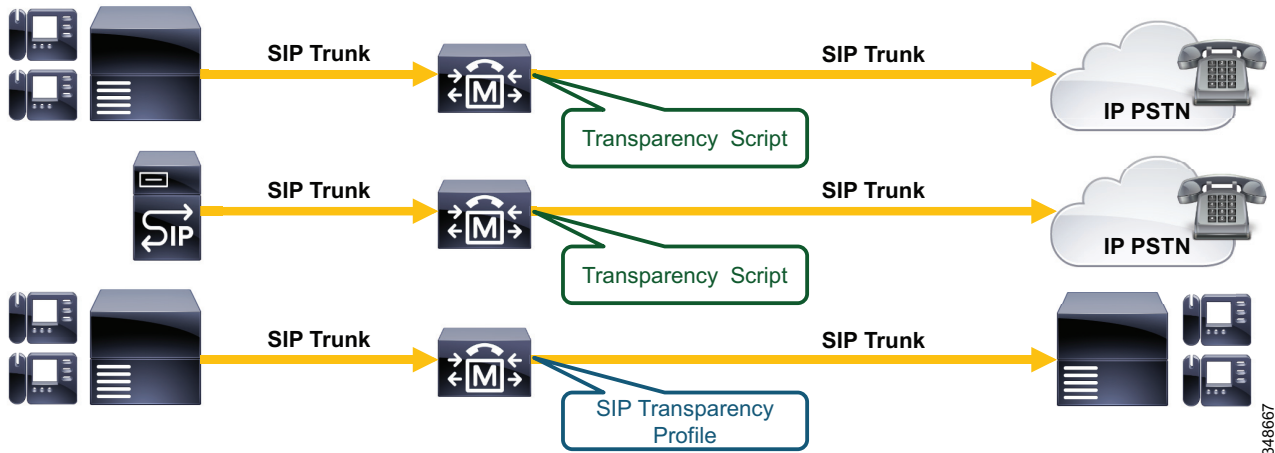 SIP Trunk
SIP Trunk
M
IP PSTN
Transparency Script
SIP Trunk
SIP Trunk
SIP
M
IP PSTN
Transparency Script
SIP Trunk
SIP Trunk
M
SIP Transparency
Profile
348667